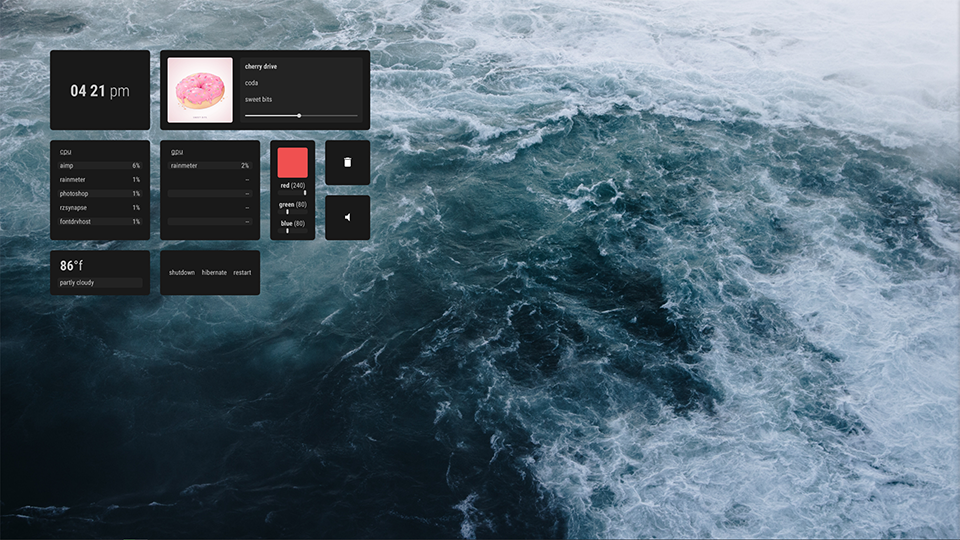 04 21 pm
cherry drive
coda
sweet bits
cpu
aimp 6%
rainmeter 1%
photoshop 1%
rzsynapse 1%
fontdrvhost 1%
gpu
rainmeter 2%
--
--
--
--
red (240)
green (80)
blue (80)
86°f
partly cloudy
shutdown hibernate restart